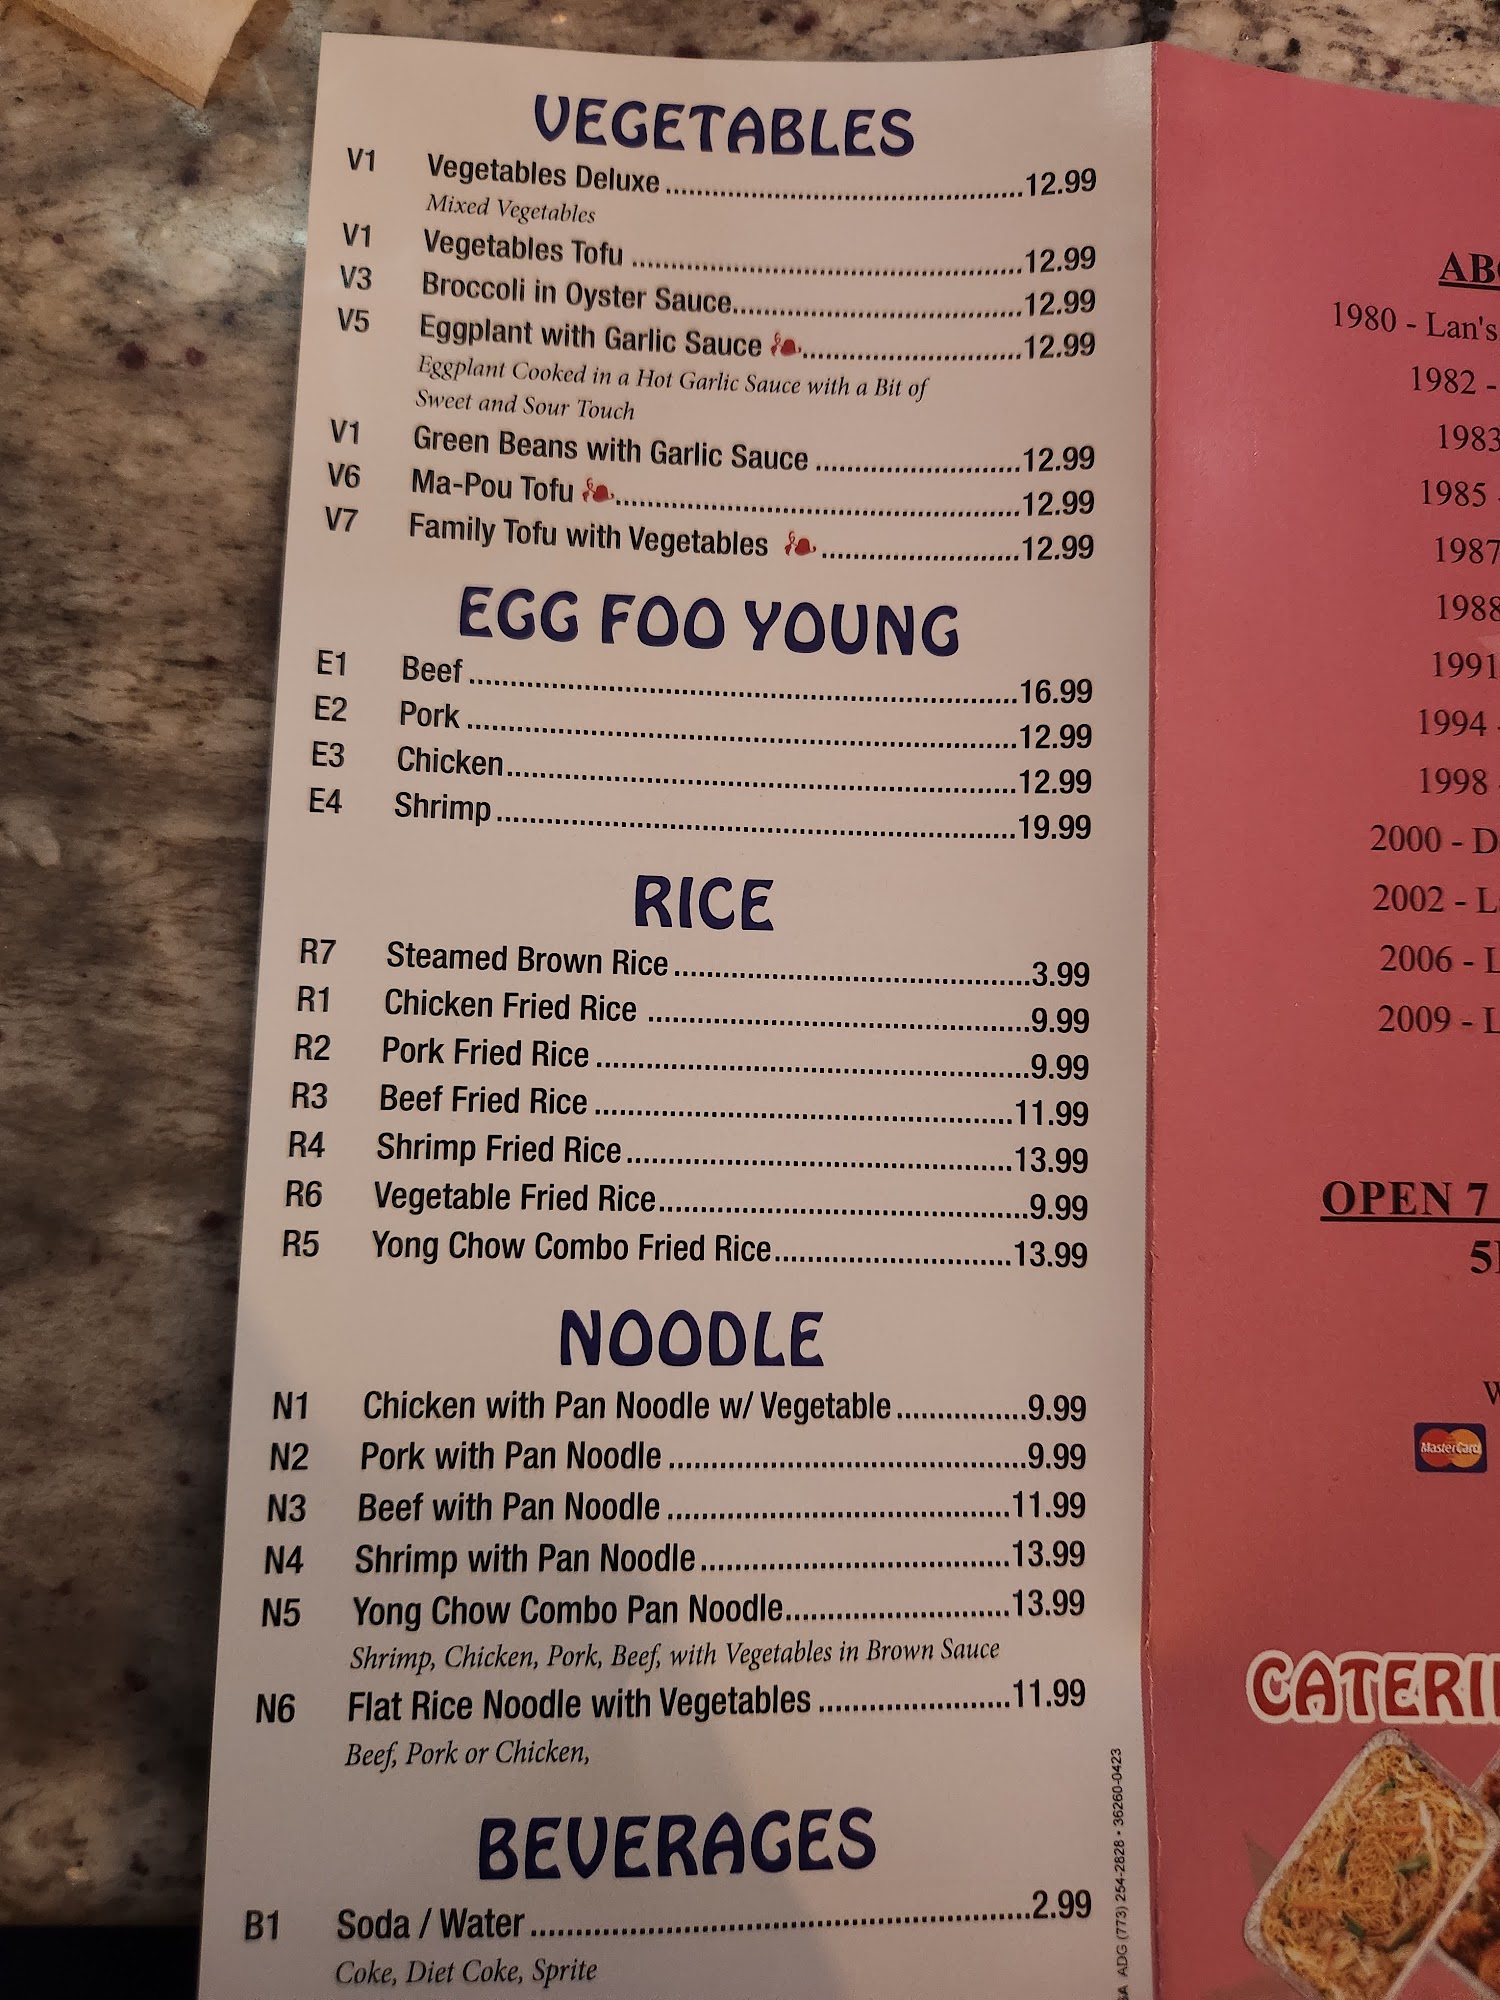 VEGETABLES
V1 Vegetables Deluxe 12.99
Mixed Vegetables
V1 Vegetables Tofu 12.99
V3 Broccoli in Oyster Sauce 12.99
V5 Eggplant with Garlic Sauce 12.99
Eggplant Cooked in a Hot Garlic Sauce with a Bit of
Sweet and Sour Touch
V1 Green Beans with Garlic Sauce 12.99
V6 Ma-Pou Tofu 12.99
V7 Family Tofu with Vegetables 12.99
EGG FOO YOUNG
E1 Beef 16.99
E2 Pork 12.99
E3 Chicken 12.99
E4 Shrimp 19.99
RICE
R7 Steamed Brown Rice 3.99
R1 Chicken Fried Rice 9.99
R2 Pork Fried Rice 9.99
R3 Beef Fried Rice 11.99
R4 Shrimp Fried Rice 13.99
R6 Vegetable Fried Rice 9.99
R5 Yong Chow Combo Fried Rice 13.99
NOODLE
N1 Chicken with Pan Noodle w/ Vegetable 9.99
N2 Pork with Pan Noodle 9.99
N3 Beef with Pan Noodle 11.99
N4 Shrimp with Pan Noodle 13.99
N5 Yong Chow Combo Pan Noodle 13.99
Shrimp, Chicken, Pork, Beef, with Vegetables in Brown Sauce
N6 Flat Rice Noodle with Vegetables 11.99
Beef, Pork or Chicken,
BEVERAGES
B1 Soda / Water 2.99
Coke, Diet Coke, Sprite
ADG (773) 254-2828 • 36260-0423
1980 - Lan's
1982 -
1983
1985 -
1987
1988
1991
1994 -
1998 -
2000 -
2002 -
2006 -
2009 -
OPEN 7
MasterCard